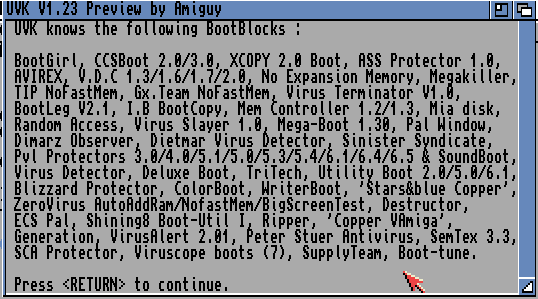 UVK V1.23 Preview by Amiguy
UVK knows the following BootBlocks :
BootGirl, CCSBoot 2.0/3.0, XCOPY 2.0 Boot, ASS Protector 1.0,
AVIREX, V.D.C 1.3/1.6/1.7/2.0, No Expansion Memory, Megakiller,
TIP NoFastMem, Gx.Team NoFastMem, Virus Terminator V1.0,
BootLeg V2.1, I.B BootCopy, Mem Controller 1.2/1.3, Mia disk,
Random Access, Virus Slayer 1.0, Mega-Boot 1.30, Pal Window,
Dimarz Observer, Dietmar Virus Detector, Sinister Syndicate,
Pvl Protectors 3.0/4.0/5.1/5.0/5.3/5.4/6.1/6.4/6.5 & SoundBoot,
Virus Detector, Deluxe Boot, TriTech, Utility Boot 2.0/5.0/6.1,
Blizzard Protector, ColorBoot, WriterBoot, 'Stars&blue Copper',
ZeroVirus AutoAddRam/NofastMem/BigScreenTest, Destructor,
ECS Pal, Shining8 Boot-Util I, Ripper, 'Copper VAmiga',
Generation, VirusAlert 2.01, Peter Stuer Antivirus, SemTex 3.3,
SCA Protector, Viruscope boots (7), SupplyTeam, Boot-tune.
Press <RETURN> to continue.